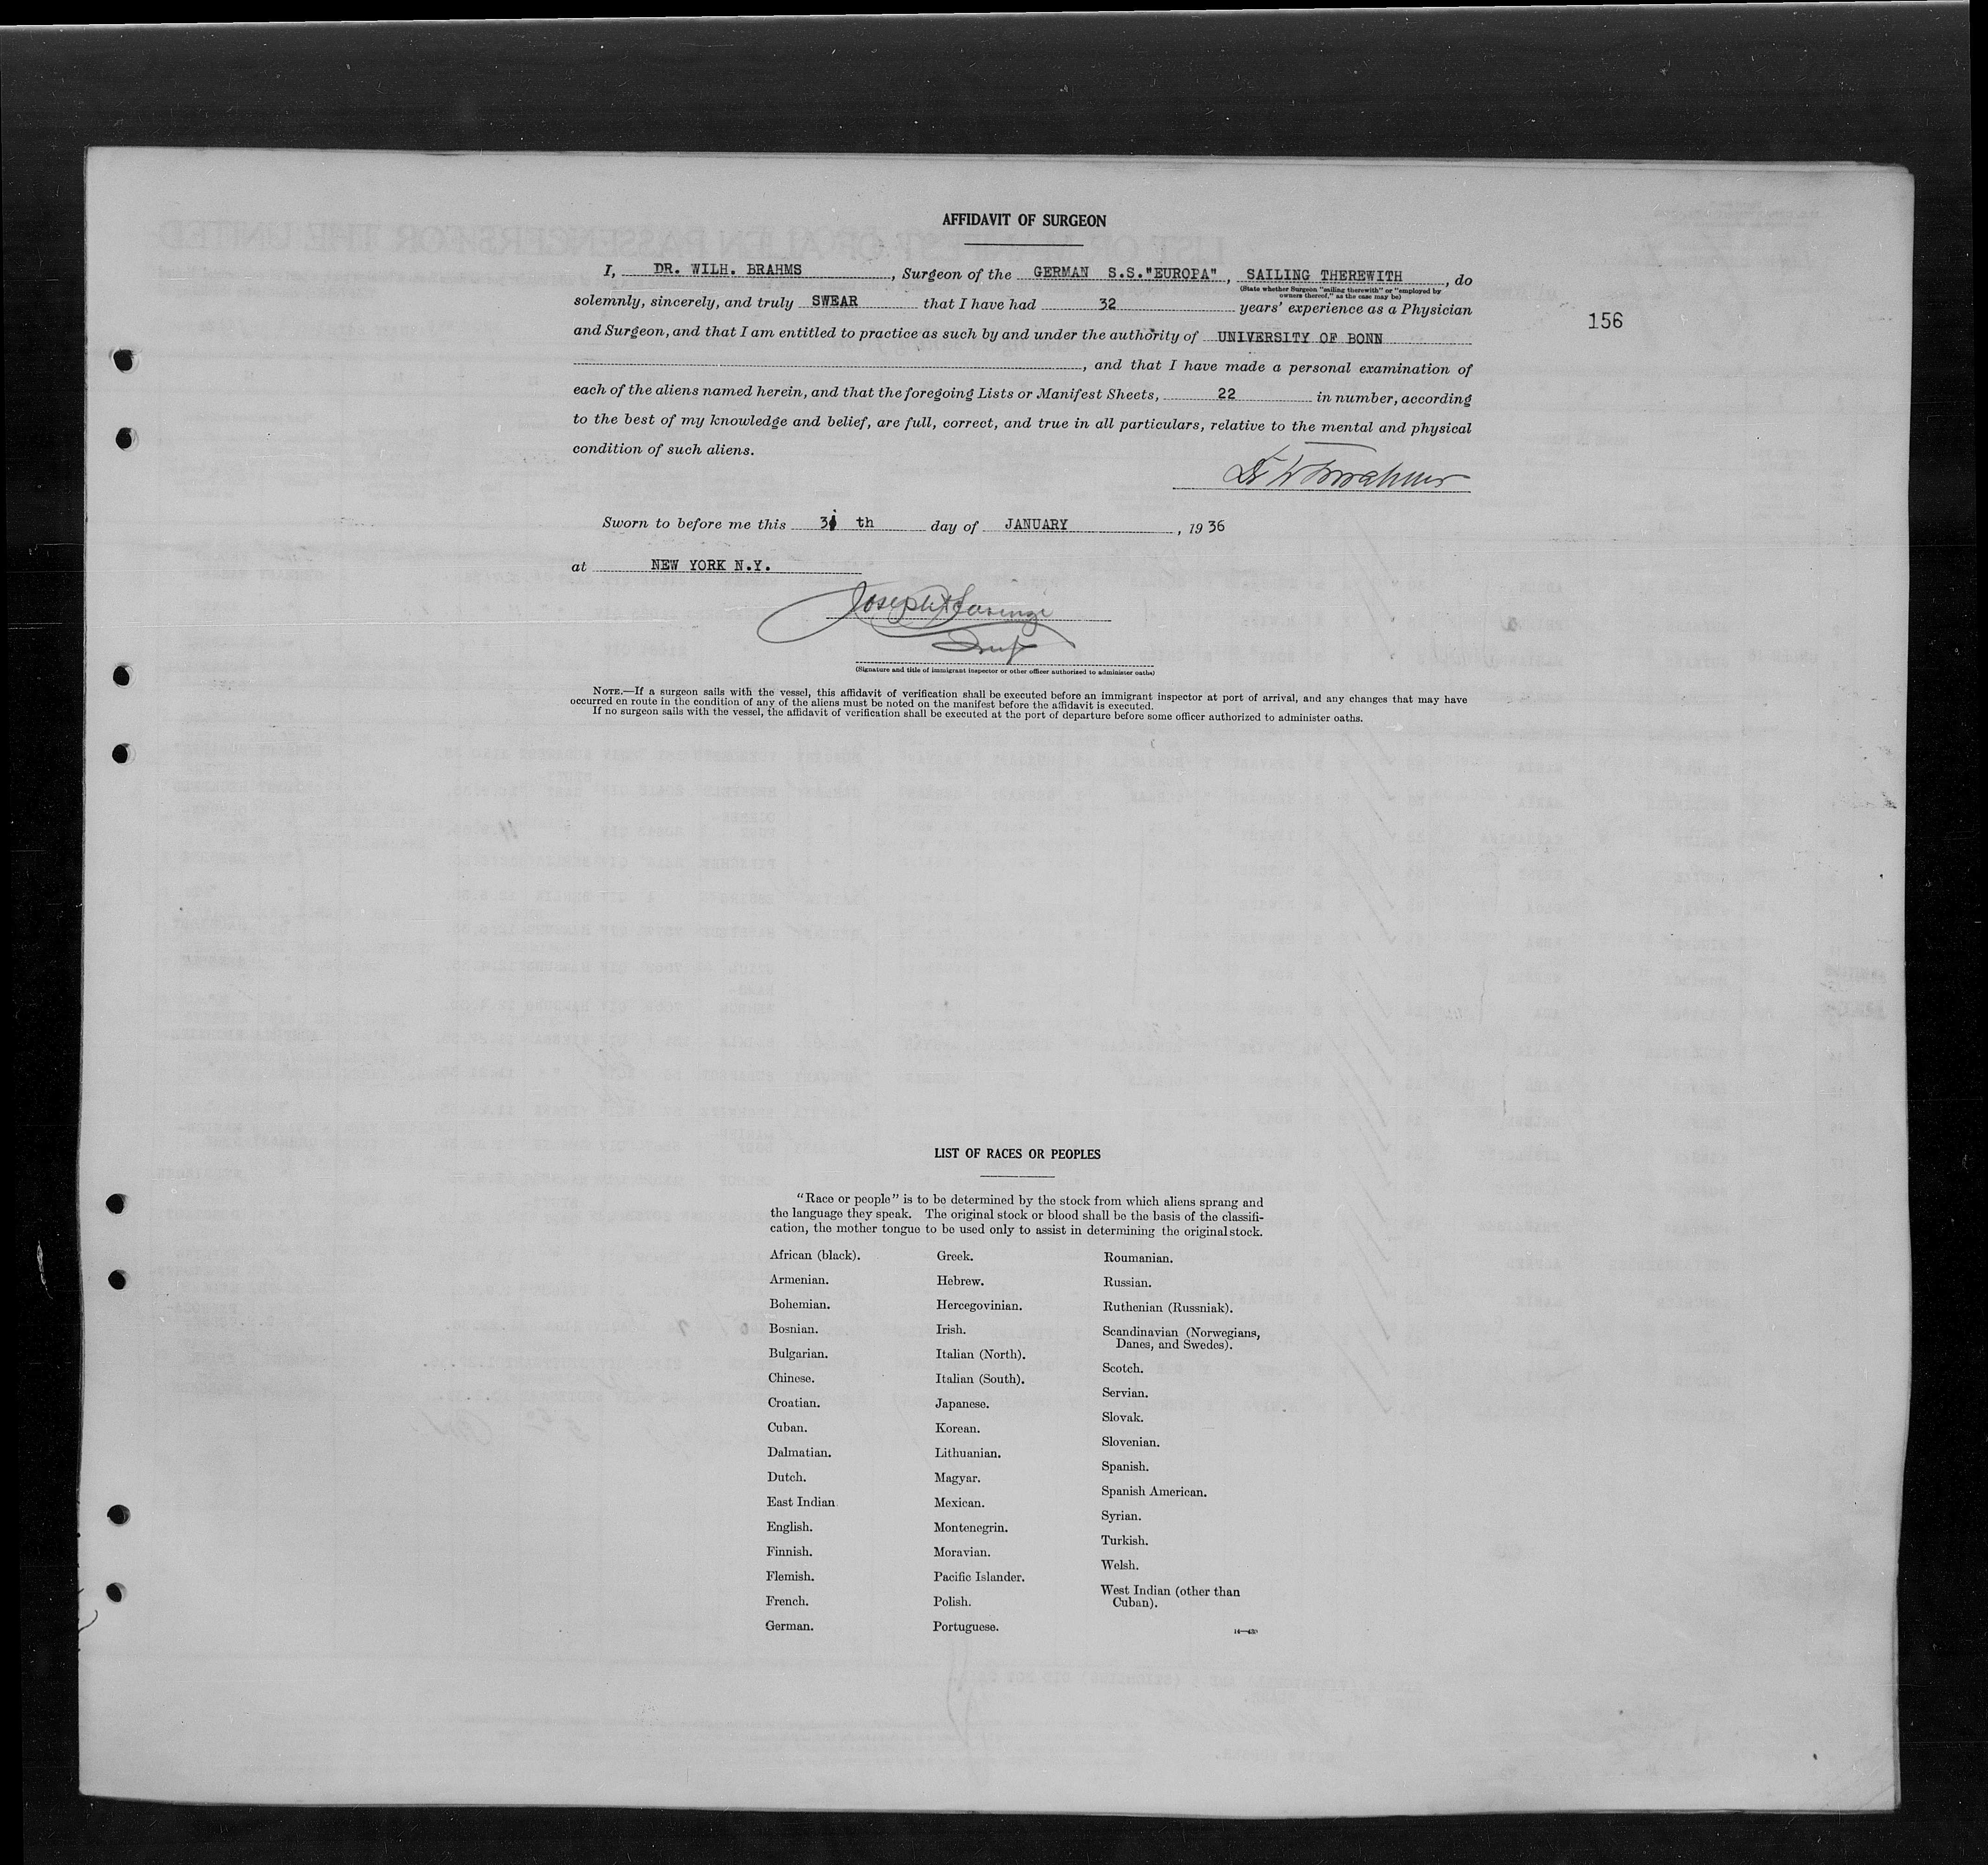 AFFIDAVIT OF SURGEON
I, DR. WILH. BRAHMS, Surgeon of the GERMAN S.S."EUROPA", SAILING THEREWITH, do
(State whether Surgeon "sailing therewith" or "employed by
owners thereof," as the case may be)
solemnly, sincerely, and truly SWEAR that I have had 32 years' experience as a Physician
156
and Surgeon, and that I am entitled to practice as such by and under the authority of UNIVERSITY OF BONN
, and that I have made a personal examination of
each of the aliens named herein, and that the foregoing Lists or Manifest Sheets, 22 in number, according
to the best of my knowledge and belief, are full, correct, and true in all particulars, relative to the mental and physical
condition of such aliens.
Sworn to before me this 31 th day of JANUARY, 1936
at NEW YORK N.Y.
(Signature and title of immigrant inspector or other officer authorized to administer oaths)
NOTE.—If a surgeon sails with the vessel, this affidavit of verification shall be executed before an immigrant inspector at port of arrival, and any changes that may have
occurred en route in the condition of any of the aliens must be noted on the manifest before the affidavit is executed.
If no surgeon sails with the vessel, the affidavit of verification shall be executed at the port of departure before some officer authorized to administer oaths.
LIST OF RACES OR PEOPLES
"Race or people" is to be determined by the stock from which aliens sprang and
the language they speak. The original stock or blood shall be the basis of the classifi-
cation, the mother tongue to be used only to assist in determining the original stock.
African (black).
Armenian.
Bohemian.
Bosnian.
Bulgarian.
Chinese.
Croatian.
Cuban.
Dalmatian.
Dutch.
East Indian
English.
Finnish.
Flemish.
French.
German.
Greek.
Hebrew.
Hercegovinian.
Irish.
Italian (North).
Italian (South).
Japanese.
Korean.
Lithuanian.
Magyar.
Mexican.
Montenegrin.
Moravian.
Pacific Islander.
Polish.
Portuguese.
Roumanian.
Russian.
Ruthenian (Russniak).
Scandinavian (Norwegians,
Danes, and Swedes).
Scotch.
Servian.
Slovak.
Slovenian.
Spanish.
Spanish American.
Syrian.
Turkish.
Welsh.
West Indian (other than
Cuban).